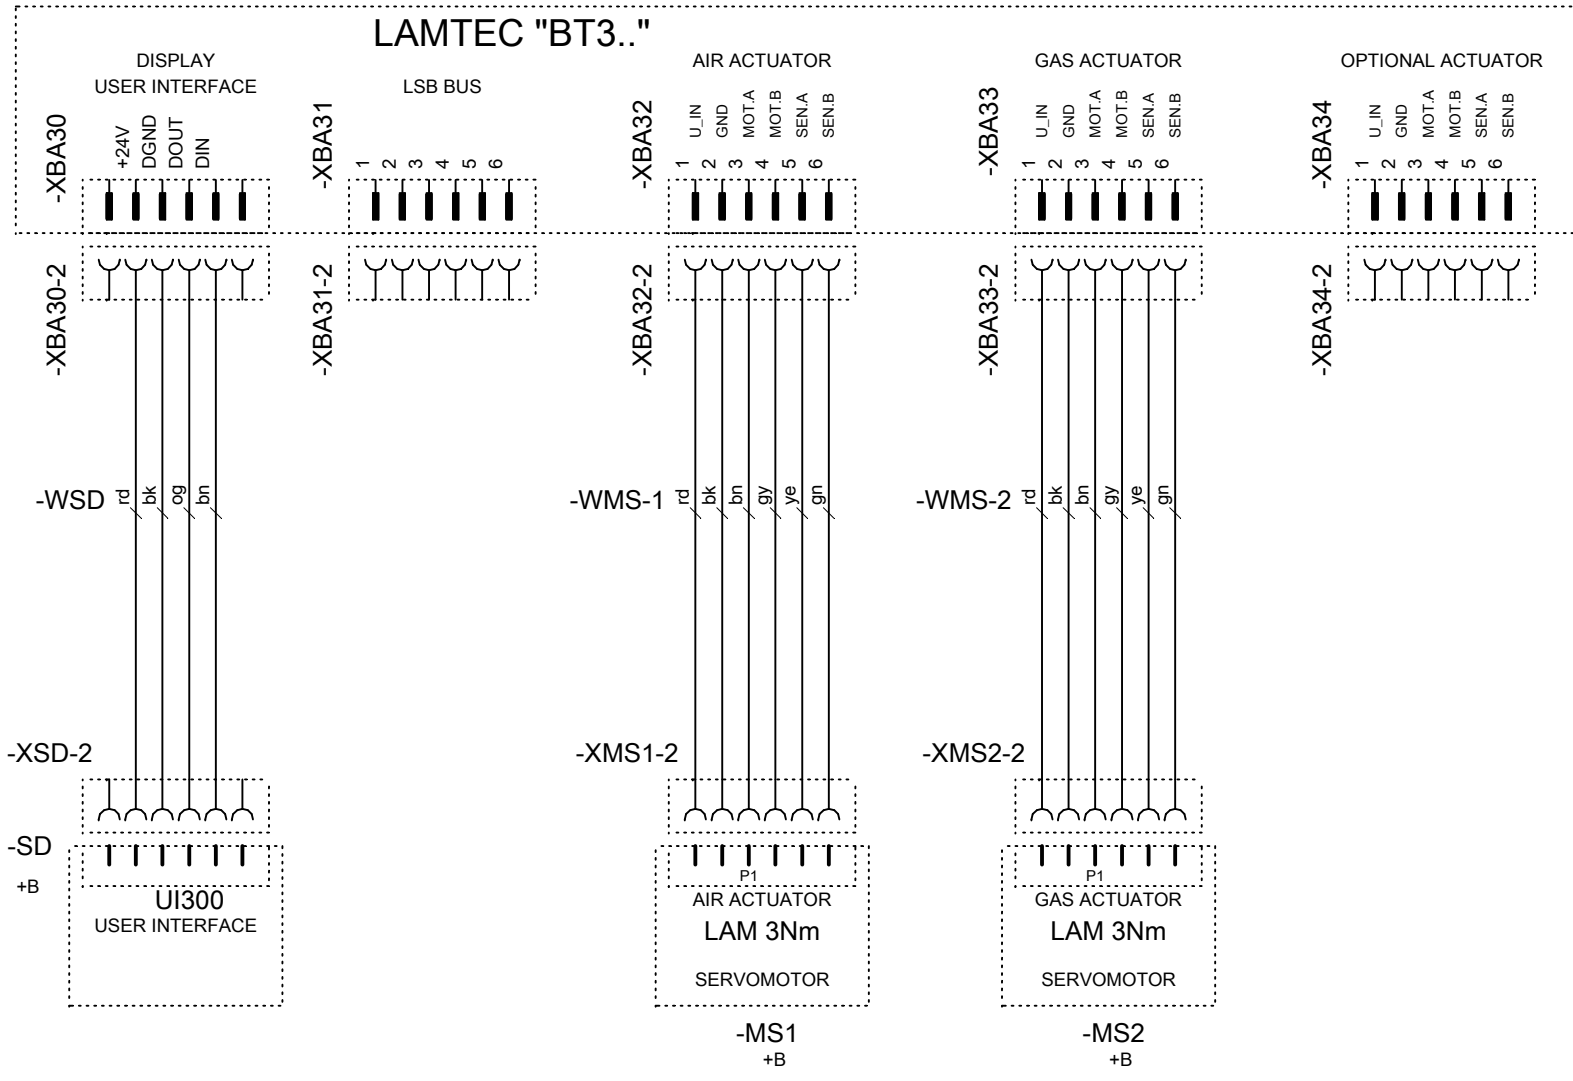 LAMTEC "BT3.."
DISPLAY
USER INTERFACE
LSB BUS
AIR ACTUATOR
GAS ACTUATOR
OPTIONAL ACTUATOR
-XBA30
+24V
DGND
DOUT
DIN
-XBA31
1
2
3
4
5
6
-XBA32
U_IN
GND
MOT.A
MOT.B
SEN.A
SEN.B
1
2
3
4
5
6
-XBA33
U_IN
GND
MOT.A
MOT.B
SEN.A
SEN.B
1
2
3
4
5
6
-XBA34
U_IN
GND
MOT.A
MOT.B
SEN.A
SEN.B
1
2
3
4
5
6
-XBA30-2
-XBA31-2
-XBA32-2
-XBA33-2
-XBA34-2
-WSD
rd
bk
og
bn
-WMS-1
rd
bk
bn
gy
ye
gn
-WMS-2
rd
bk
bn
gy
ye
gn
-XSD-2
-XMS1-2
-XMS2-2
-SD
+B
UI300
USER INTERFACE
P1
AIR ACTUATOR
LAM 3Nm
SERVOMOTOR
-MS1
+B
P1
GAS ACTUATOR
LAM 3Nm
SERVOMOTOR
-MS2
+B